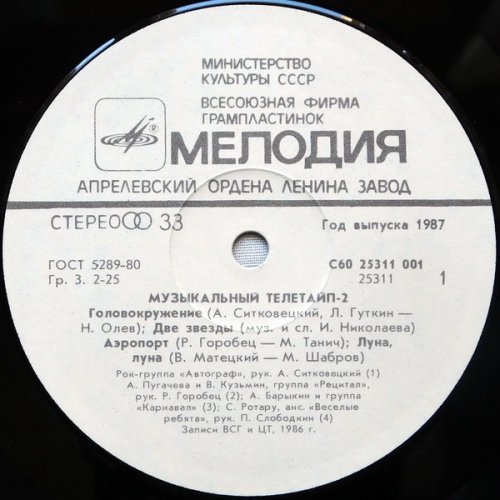 МИНИСТЕРСТВО
КУЛЬТУРЫ СССР
ВСЕСОЮЗНАЯ ФИРМА
ГРАМПЛАСТИНОК
® МЕЛОДИЯ
АПРЕЛЕВСКИЙ ОРДЕНА ЛЕНИНА ЗАВОД
СТЕРЕО 33
Год выпуска 1987
ГОСТ 5289-80
С60 25311 001
Гр. 3. 2-25
25311 1
МУЗЫКАЛЬНЫЙ ТЕЛЕТАЙП-2
Головокружение (А. Ситковецкий, Л. Гуткин —
Н. Олев); Две звезды (муз. и сл. И. Николаева)
Аэропорт (Р. Горобец — М. Танич); Луна,
луна (В. Матецкий — М. Шабров)
Рок-группа «Автограф», рук. А. Ситковецкий (1)
А. Пугачева и В. Кузьмин, группа «Рецитал»,
рук. Р. Горобец (2); А. Барыкин и группа
«Карнавал» (3); С. Ротару, анс. «Веселые
ребята», рук. П. Слободкин (4)
Записи ВСГ и ЦТ, 1986 г.